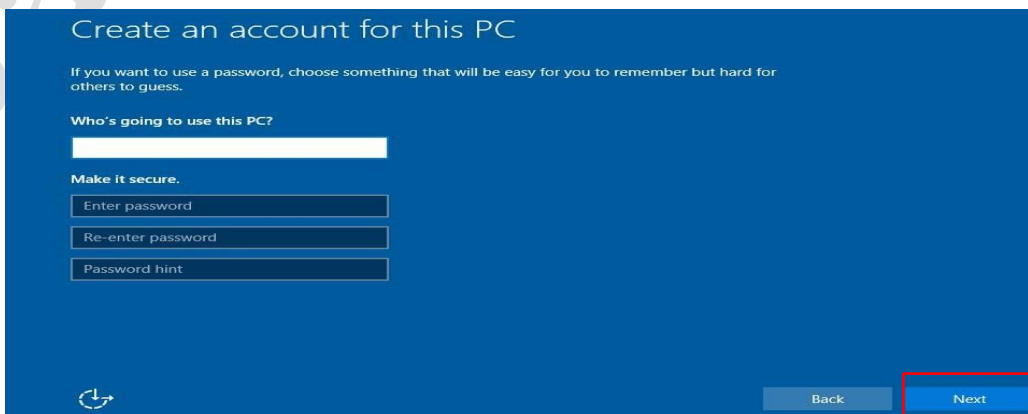 Create an account for this PC
If you want to use a password, choose something that will be easy for you to remember but hard for
others to guess.
Who's going to use this PC?
Make it secure.
Enter password
Re-enter password
Password hint
Back
Next